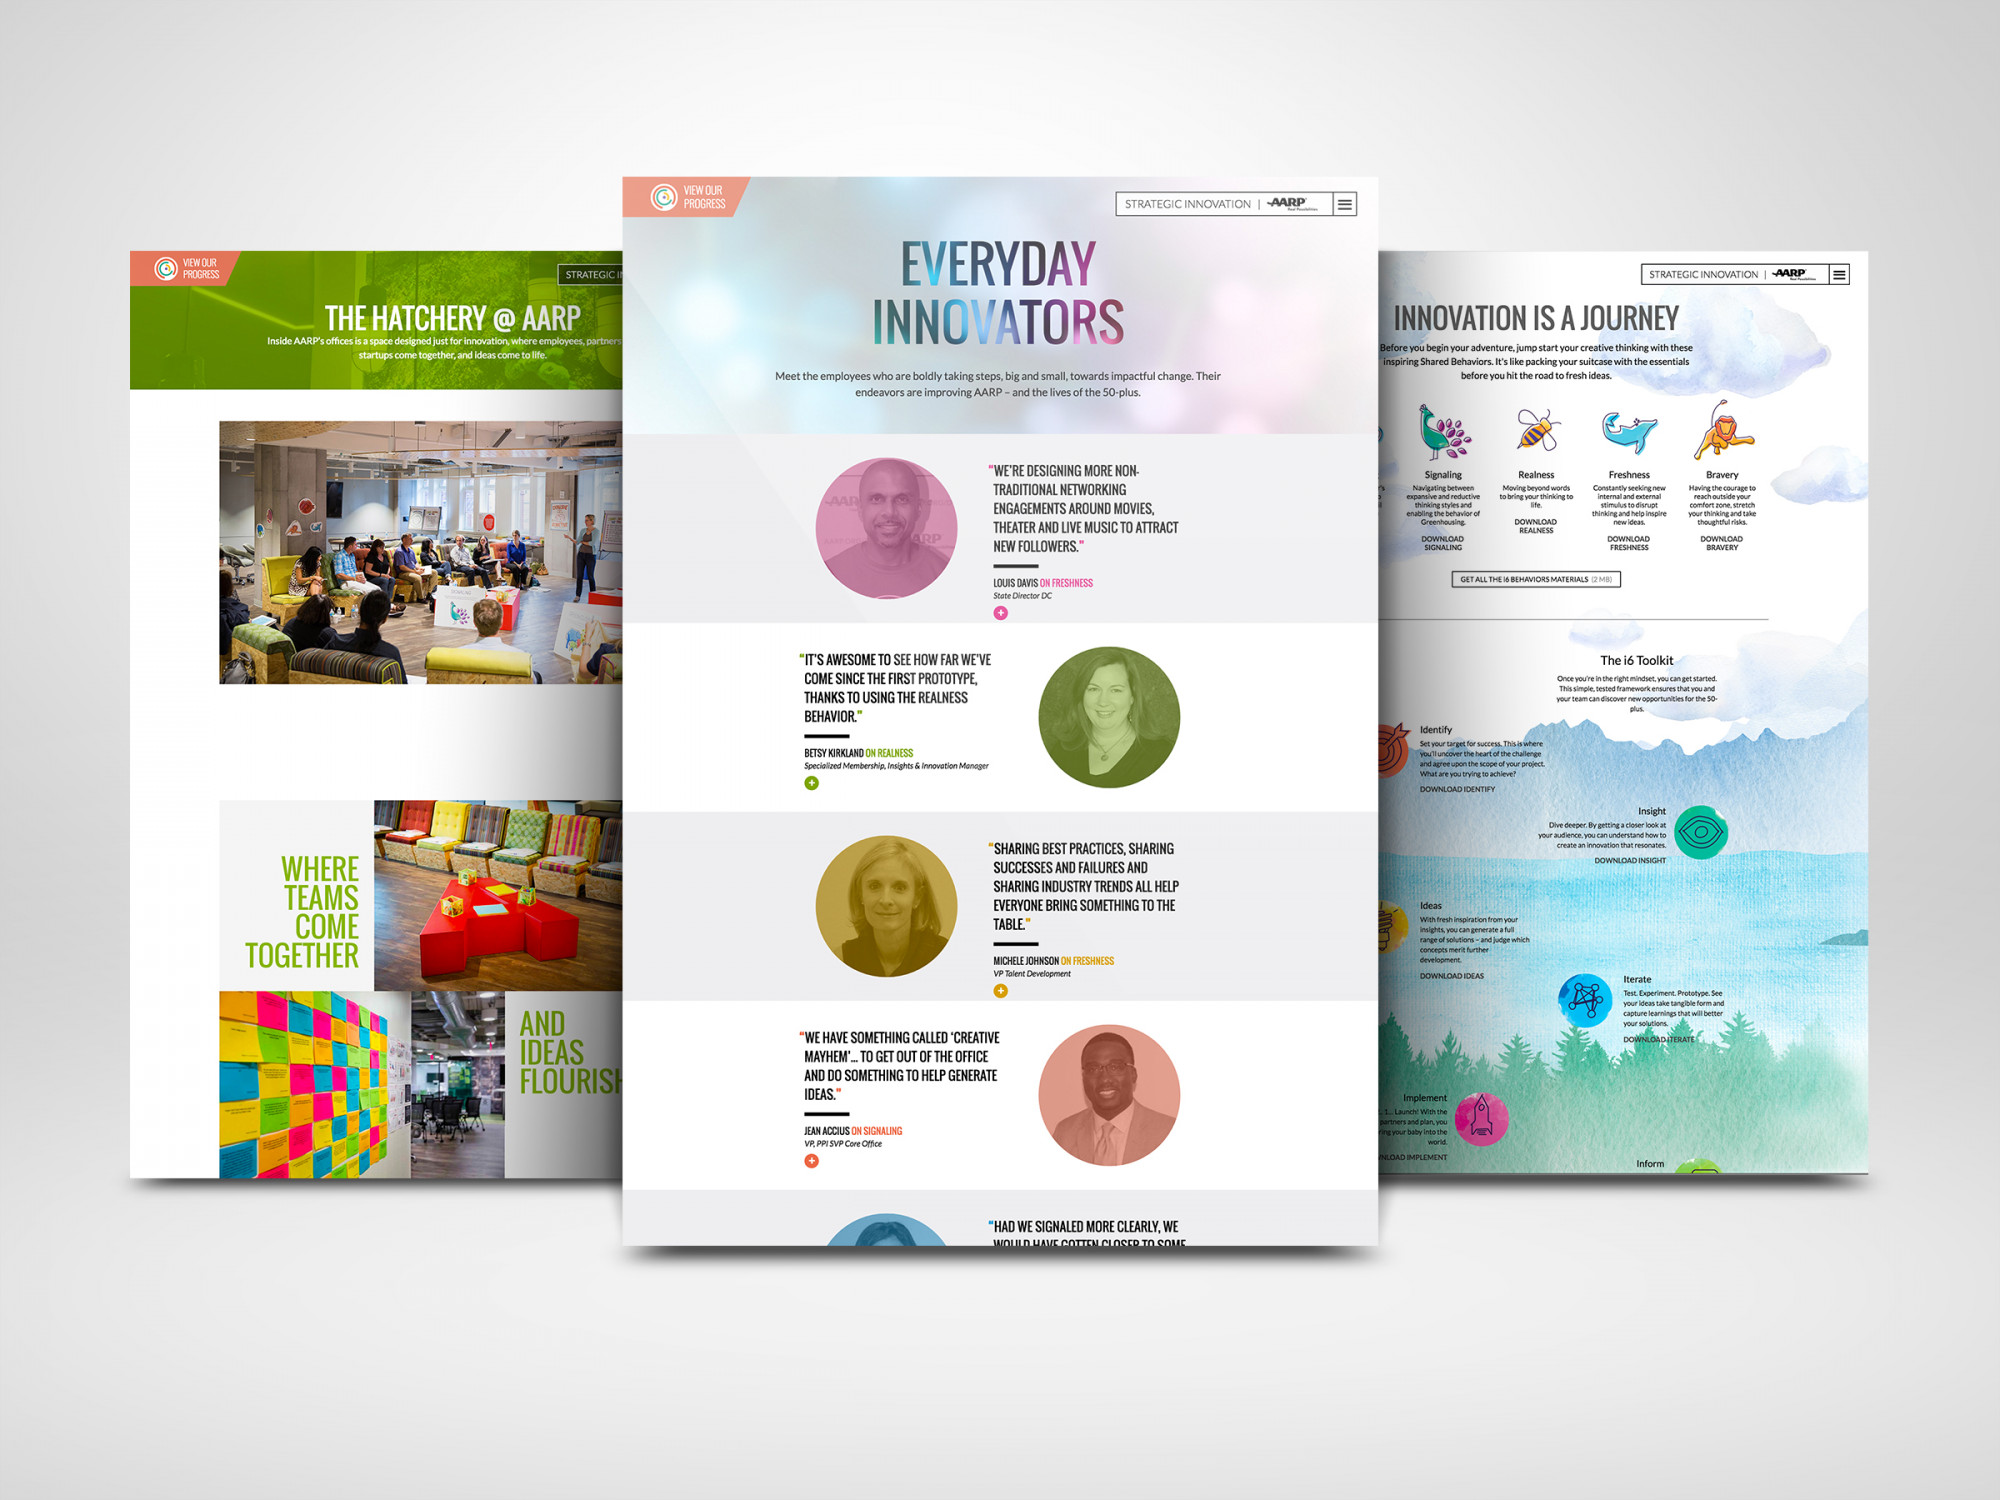 VIEW OUR
PROGRESS
STRATEGIC
THE HATCHERY @ AARP
Inside AARP's offices is a space designed just for innovation, where employees, partners
startups come together, and ideas come to life.
WHERE
TEAMS
COME
TOGETHER
AND
IDEAS
FLOURISH
VIEW OUR
PROGRESS
STRATEGIC INNOVATION | AARP
Real Possibilities
EVERYDAY
INNOVATORS
Meet the employees who are boldly taking steps, big and small, towards impactful change. Their
endeavors are improving AARP – and the lives of the 50-plus.
"WE'RE DESIGNING MORE NON-
TRADITIONAL NETWORKING
ENGAGEMENTS AROUND MOVIES,
THEATER AND LIVE MUSIC TO ATTRACT
NEW FOLLOWERS."
LOUIS DAVIS ON FRESHNESS
State Director DC
"IT'S AWESOME TO SEE HOW FAR WE'VE
COME SINCE THE FIRST PROTOTYPE,
THANKS TO USING THE REALNESS
BEHAVIOR."
BETSY KIRKLAND ON REALNESS
Specialized Membership, Insights & Innovation Manager
"SHARING BEST PRACTICES, SHARING
SUCCESSES AND FAILURES AND
SHARING INDUSTRY TRENDS ALL HELP
EVERYONE BRING SOMETHING TO THE
TABLE."
MICHELE JOHNSON ON FRESHNESS
VP Talent Development
"WE HAVE SOMETHING CALLED 'CREATIVE
MAYHEM'... TO GET OUT OF THE OFFICE
AND DO SOMETHING TO HELP GENERATE
IDEAS."
JEAN ACCIUS ON SIGNALING
VP, PPI SVP Core Office
"HAD WE SIGNALED MORE CLEARLY, WE
WOULD HAVE GOTTEN CLOSER TO SOME
STRATEGIC INNOVATION | AARP
Real Possibilities
INNOVATION IS A JOURNEY
Before you begin your adventure, jump start your creative thinking with these
inspiring Shared Behaviors. It's like packing your suitcase with the essentials
before you hit the road to fresh ideas.
Signaling
Navigating between
expansive and reductive
thinking styles and
enabling the behavior of
Greenhousing.
DOWNLOAD
SIGNALING
Realness
Moving beyond words
to bring your thinking to
life.
DOWNLOAD
REALNESS
Freshness
Constantly seeking new
internal and external
stimulus to disrupt
thinking and help inspire
new ideas.
DOWNLOAD
FRESHNESS
Bravery
Having the courage to
reach outside your
comfort zone, stretch
your thinking and take
thoughtful risks.
DOWNLOAD
BRAVERY
GET ALL THE i6 BEHAVIORS MATERIALS (2 MB)
The i6 Toolkit
Once you're in the right mindset, you can get started.
This simple, tested framework ensures that you and
your team can discover new opportunities for the 50-
plus.
Identify
Set your target for success. This is where
you'll uncover the heart of the challenge
and agree upon the scope of your project.
What are you trying to achieve?
DOWNLOAD IDENTIFY
Insight
Dive deeper. By getting a closer look at
your audience, you can understand how to
create an innovation that resonates.
DOWNLOAD INSIGHT
Ideas
With fresh inspiration from your
insights, you can generate a full
range of solutions – and judge which
concepts merit further
development.
DOWNLOAD IDEAS
Iterate
Test. Experiment. Prototype. See
your ideas take tangible form and
capture learnings that will better
your solutions.
DOWNLOAD ITERATE
Implement
1... Launch! With the
partners and plan, you
bring your baby into the
world.
DOWNLOAD IMPLEMENT
Inform